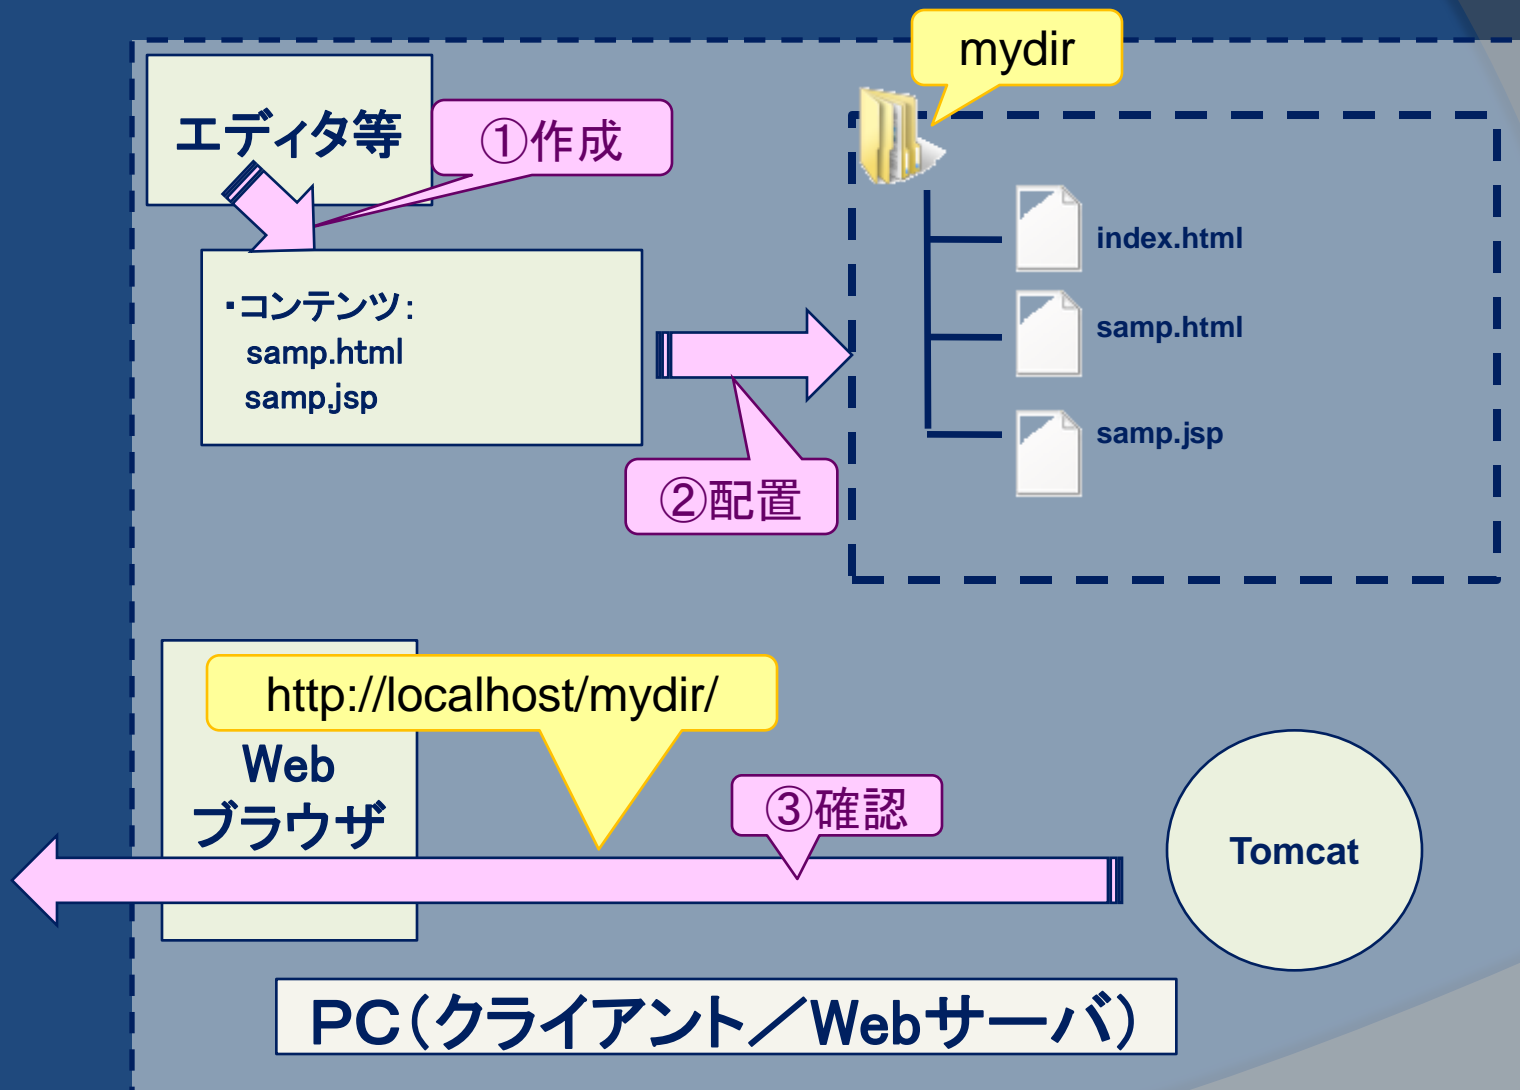 mydir
エディタ等
①作成
index.html
・コンテンツ：
samp.html
samp.jsp
samp.html
samp.jsp
②配置
http://localhost/mydir/
Web
ブラウザ
③確認
Tomcat
PC（クライアント／Webサーバ）